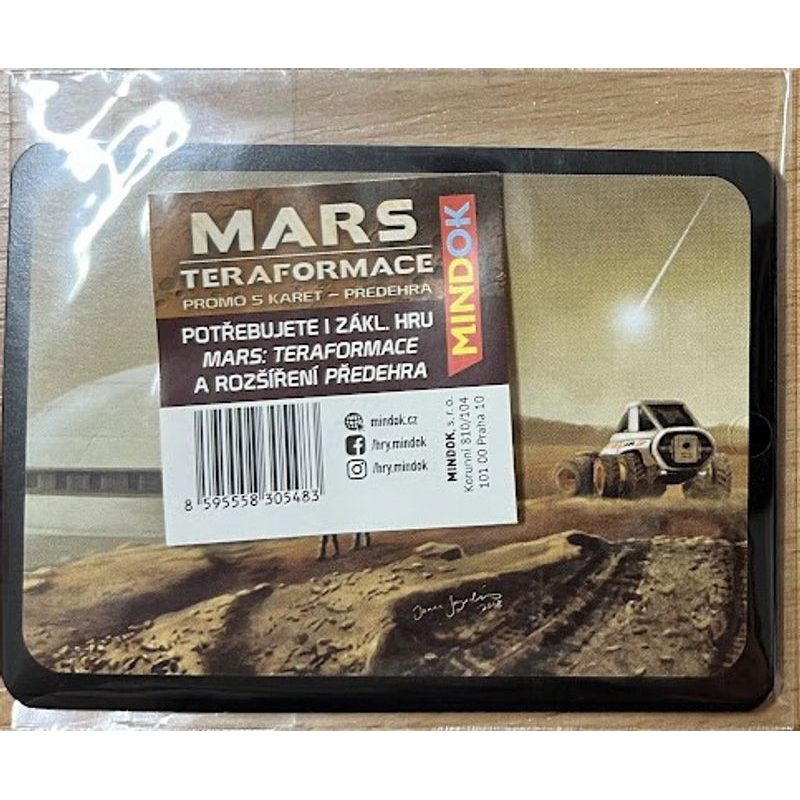 MARS
TERAFORMACE
PROMO 5 KARET – PŘEDEHRA
MINDOK
POTŘEBUJETE I ZÁKL. HRU
MARS: TERAFORMACE
A ROZŠÍŘENÍ PŘEDEHRA
mindok.cz
/hry.mindok
/hry.mindok
MINDOK, s. r. o.
Korunní 810/104
101 00 Praha 10
8 595558 305483
2018